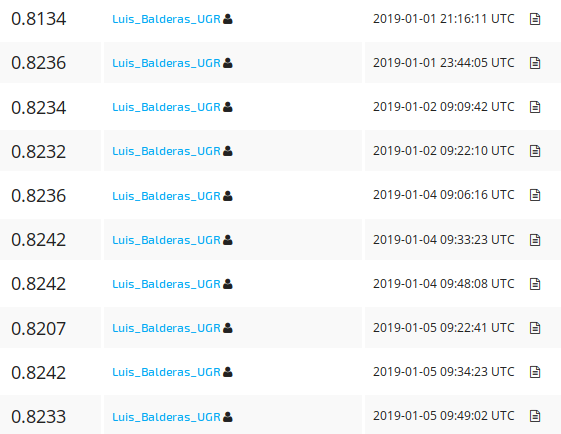 0.8134 Luis_Balderas_UGR 2019-01-01 21:16:11 UTC
0.8236 Luis_Balderas_UGR 2019-01-01 23:44:05 UTC
0.8234 Luis_Balderas_UGR 2019-01-02 09:09:42 UTC
0.8232 Luis_Balderas_UGR 2019-01-02 09:22:10 UTC
0.8236 Luis_Balderas_UGR 2019-01-04 09:06:16 UTC
0.8242 Luis_Balderas_UGR 2019-01-04 09:33:23 UTC
0.8242 Luis_Balderas_UGR 2019-01-04 09:48:08 UTC
0.8207 Luis_Balderas_UGR 2019-01-05 09:22:41 UTC
0.8242 Luis_Balderas_UGR 2019-01-05 09:34:23 UTC
0.8233 Luis_Balderas_UGR 2019-01-05 09:49:02 UTC